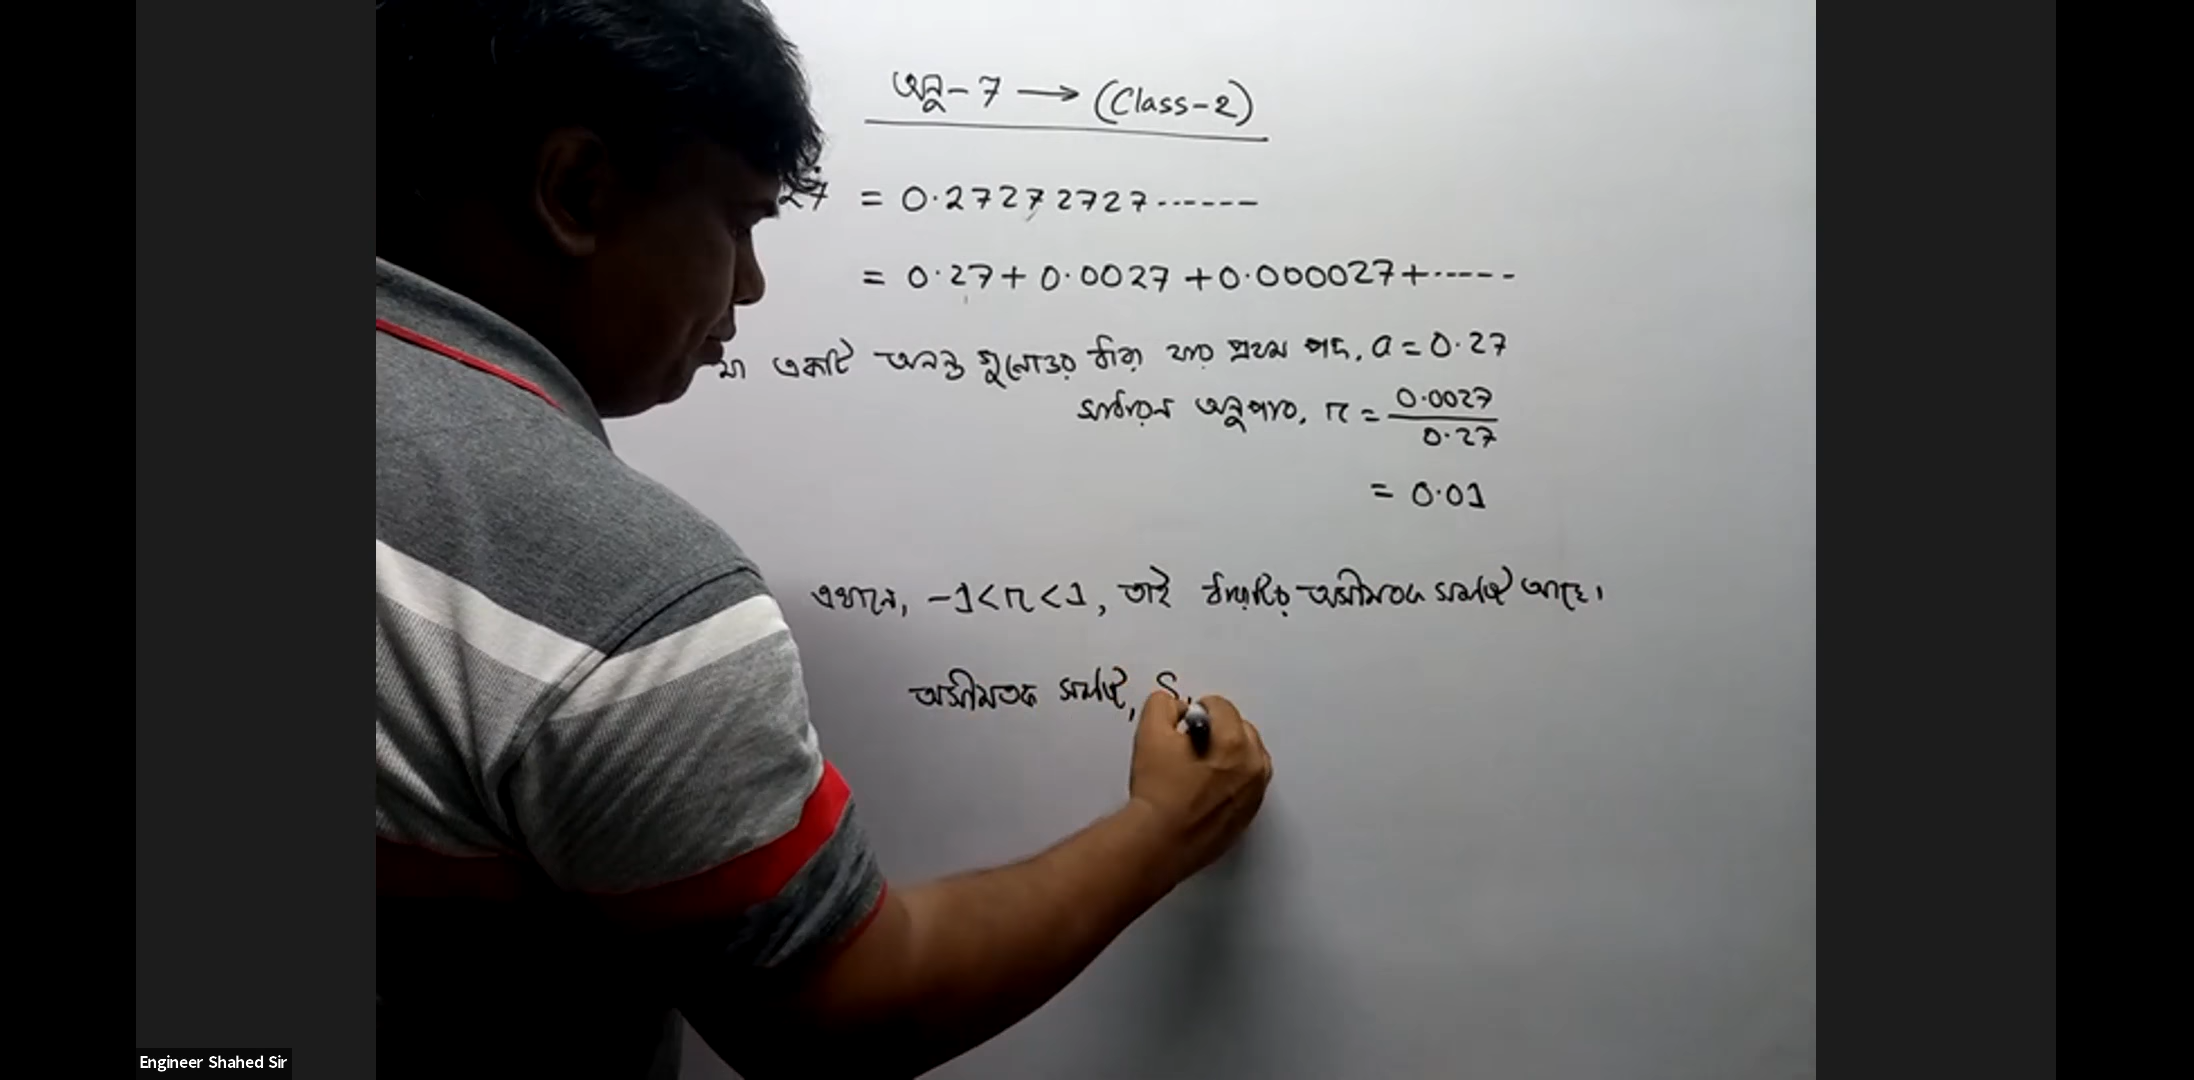 অনু-7 → (Class-2)
27 = 0.27272727------
= 0.27 + 0.0027 + 0.000027 + -----
যা একটি অনন্ত গুনোত্তর ধারা যার প্রথম পদ, a = 0.27
সাধারন অনুপাত, r = 0.0027 / 0.27
= 0.01
এখানে, -1 < r < 1, তাই ধারাটির অসীমতক সমষ্টি আছে।
অসীমতক সমষ্টি, S
Engineer Shahed Sir